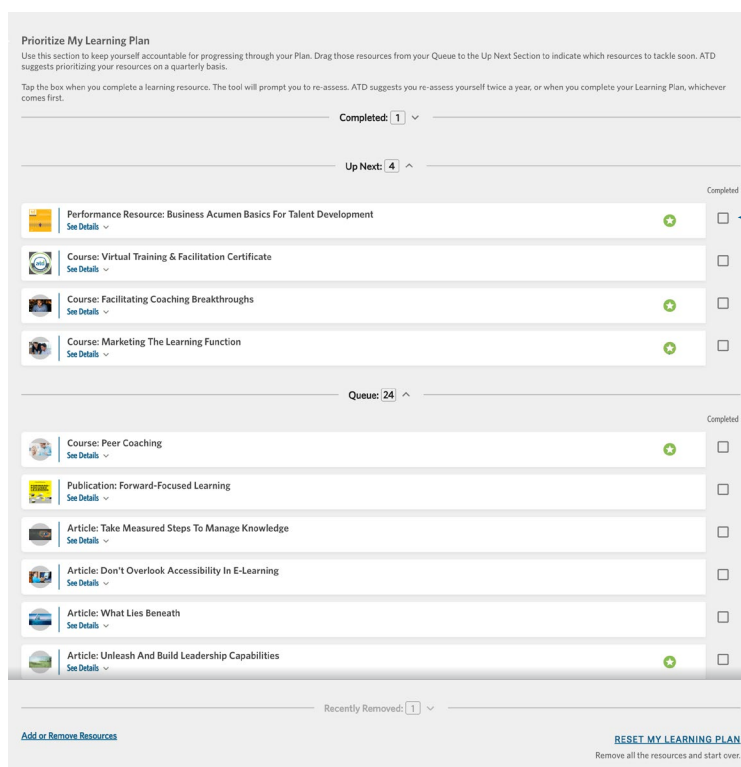 Prioritize My Learning Plan
Use this section to keep yourself accountable for progressing through your Plan. Drag those resources from your Queue to the Up Next Section to indicate which resources to tackle soon. ATD
suggests prioritizing your resources on a quarterly basis.
Tap the box when you complete a learning resource. The tool will prompt you to re-assess. ATD suggests you re-assess yourself twice a year, or when you complete your Learning Plan, whichever
comes first.
Completed: 1
Up Next: 4
Completed
Performance Resource: Business Acumen Basics For Talent Development
See Details
Course: Virtual Training & Facilitation Certificate
See Details
Course: Facilitating Coaching Breakthroughs
See Details
Course: Marketing The Learning Function
See Details
Queue: 24
Completed
Course: Peer Coaching
See Details
Publication: Forward-Focused Learning
See Details
Article: Take Measured Steps To Manage Knowledge
See Details
Article: Don't Overlook Accessibility In E-Learning
See Details
Article: What Lies Beneath
See Details
Article: Unleash And Build Leadership Capabilities
See Details
Recently Removed: 1
Add or Remove Resources
RESET MY LEARNING PLAN
Remove all the resources and start over.